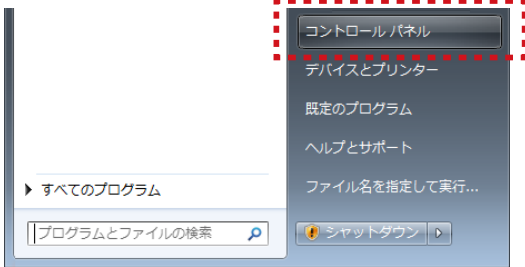 コントロール パネル
デバイスとプリンター
既定のプログラム
ヘルプとサポート
ファイル名を指定して実行...
すべてのプログラム
プログラムとファイルの検索
シャットダウン